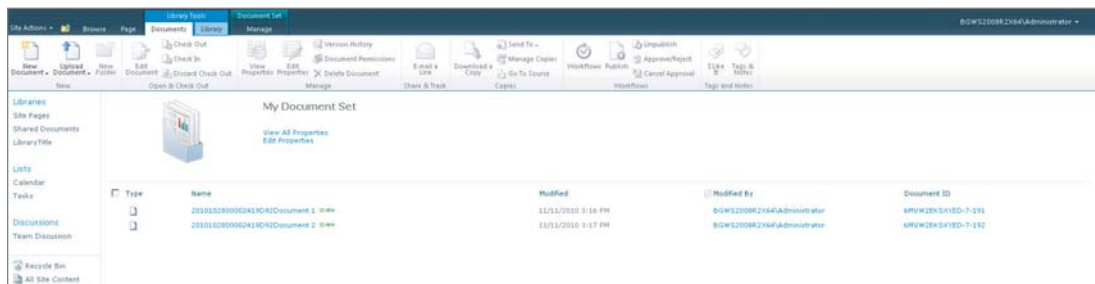 Library Tools Document Set
Site Actions Browse Page Documents Library Manage BGWS2008R2X64\Administrator
New Document Upload Document New Folder Edit Document Check Out Check In Discard Check Out View Properties Edit Properties Version History Document Permissions Delete Document E-mail a Link Download a Copy Send To Manage Copies Go To Source Workflows Publish Unpublish Approve/Reject Cancel Approval I Like It Tags & Notes
New Open & Check Out Manage Share & Track Copies Workflows Tags and Notes
Libraries
Site Pages
Shared Documents
LibraryTitle
Lists
Calendar
Tasks
Discussions
Team Discussion
Recycle Bin
All Site Content
My Document Set
View All Properties
Edit Properties
Type Name Modified Modified By Document ID
2010102800002419D92Document 1 NEW 11/11/2010 3:16 PM BGWS2008R2X64\Administrator 6MVW2EKSXYED-7-191
2010102800002419D92Document 2 NEW 11/11/2010 3:17 PM BGWS2008R2X64\Administrator 6MVW2EKSXYED-7-192